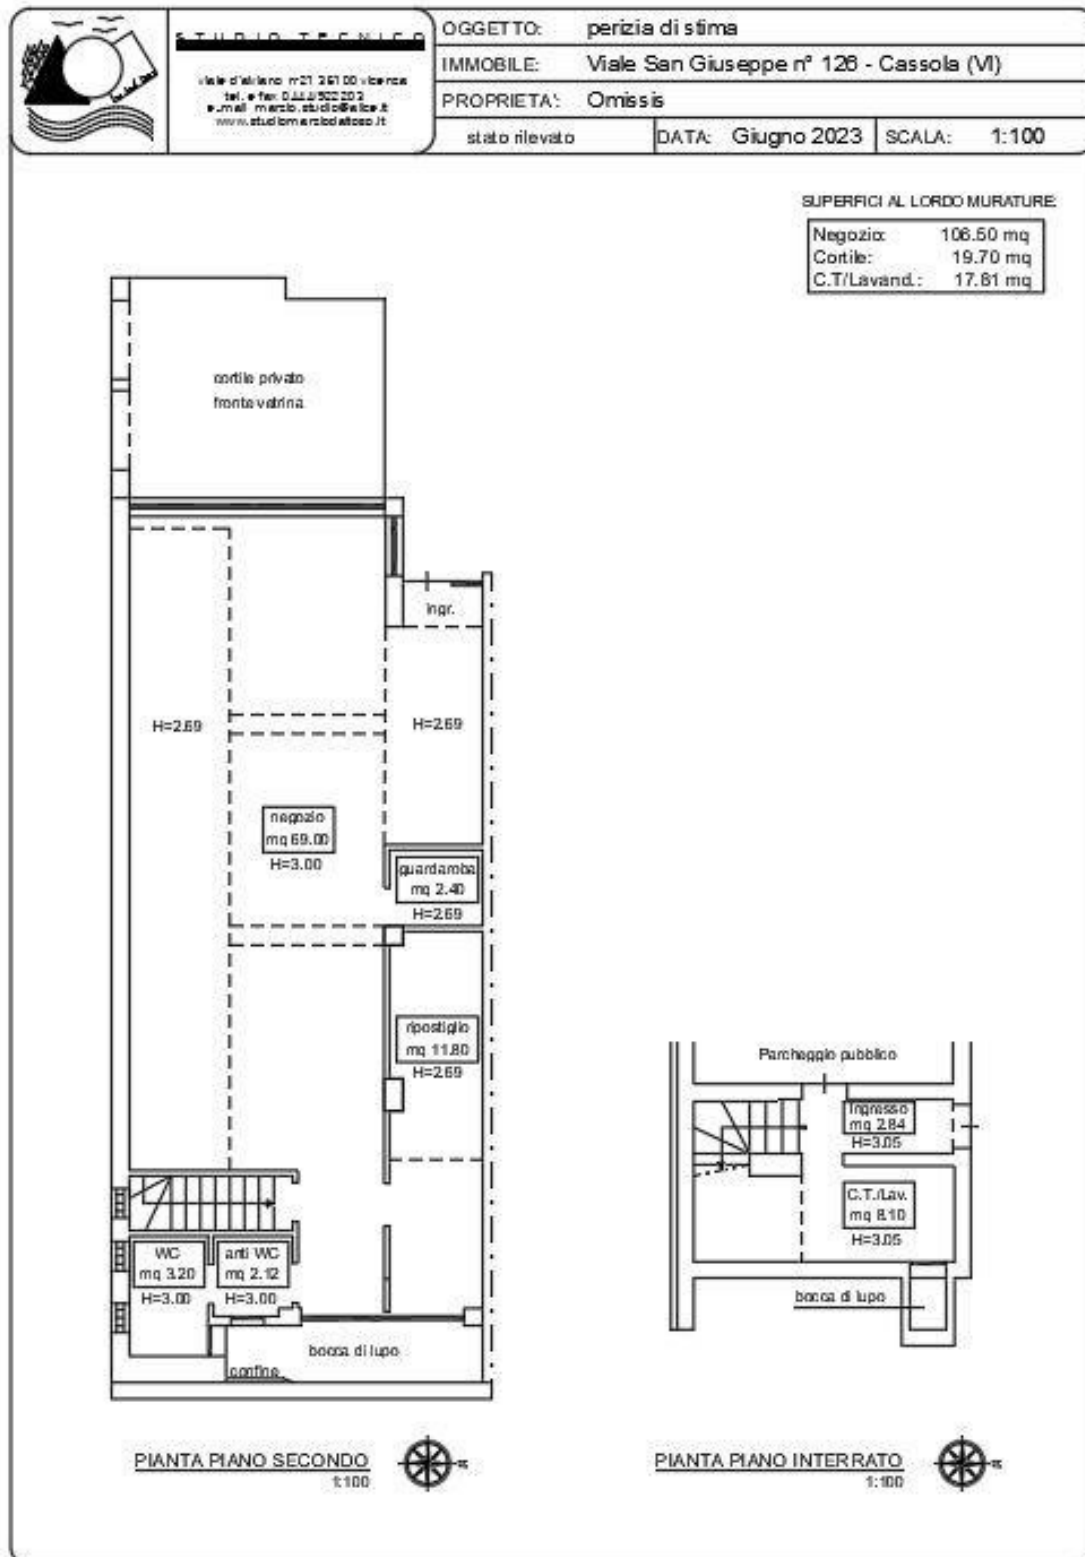 STUDIO TECNICO
tel. e fax 0444/502203
OGGETTO: perizia di stima
IMMOBILE: Viale San Giuseppe n° 126 - Cassola (VI)
PROPRIETA': Omissis
stato rilevato DATA: Giugno 2023 SCALA: 1:100
SUPERFICI AL LORDO MURATURE:
Negozio: 106.50 mq
Cortile: 19.70 mq
C.T/Lavand.: 17.81 mq
cortile privato
fronte vetrina
ingr.
H=2.69
H=2.69
negozio
mq 69.00
H=3.00
guardaroba
mq 2.40
H=2.69
ripostiglio
mq 11.80
H=2.69
WC
mq 3.20
H=3.00
anti WC
mq 2.12
H=3.00
bocca di lupo
confine
Parcheggio pubblico
Ingresso
mq 2.84
H=3.05
C.T./Lav.
mq 8.10
H=3.05
bocca di lupo
PIANTA PIANO SECONDO
1:100
PIANTA PIANO INTERRATO
1:100